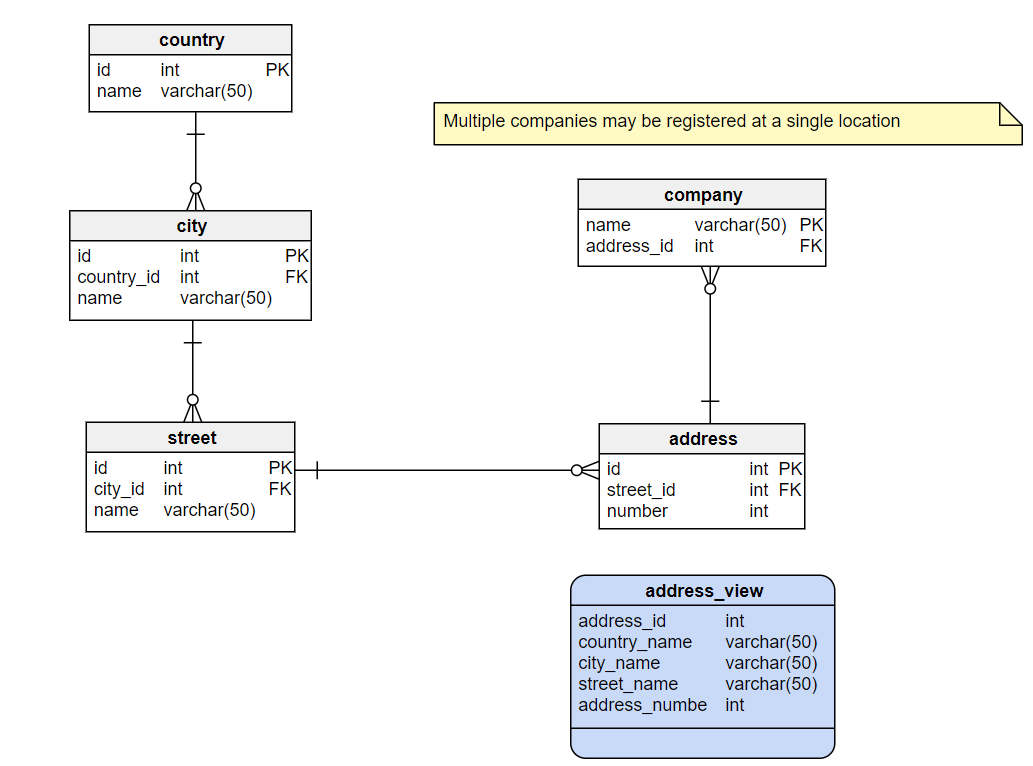 country
id int PK
name varchar(50)
Multiple companies may be registered at a single location
company
name varchar(50) PK
address_id int FK
city
id int PK
country_id int FK
name varchar(50)
street
id int PK
city_id int FK
name varchar(50)
address
id int PK
street_id int FK
number int
address_view
address_id int
country_name varchar(50)
city_name varchar(50)
street_name varchar(50)
address_numbe int